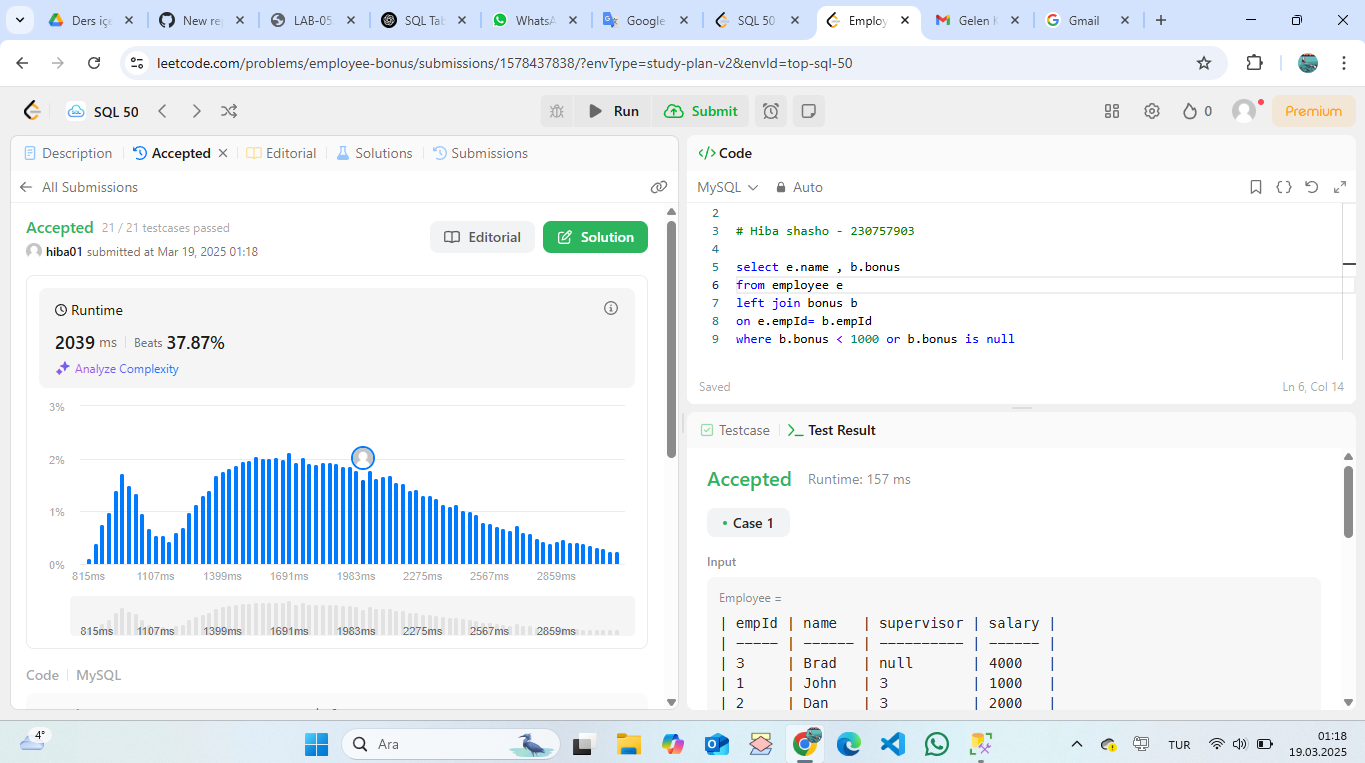 Ders içe
New re
LAB-05
SQL Tab
WhatsA
Google
SQL 50
Employ
Gelen K
Gmail
leetcode.com/problems/employee-bonus/submissions/1578437838/?envType=study-plan-v2&envId=top-sql-50
SQL 50
Run
Submit
0
Premium
Description
Accepted
Editorial
Solutions
Submissions
All Submissions
Accepted 21 / 21 testcases passed
hiba01 submitted at Mar 19, 2025 01:18
Editorial
Solution
Runtime
2039 ms Beats 37.87%
Analyze Complexity
3%
2%
1%
0%
815ms 1107ms 1399ms 1691ms 1983ms 2275ms 2567ms 2859ms
815ms 1107ms 1399ms 1691ms 1983ms 2275ms 2567ms 2859ms
Code MySQL
</> Code
MySQL Auto
2
3 # Hiba shasho - 230757903
4
5 select e.name , b.bonus
6 from employee e
7 left join bonus b
8 on e.empId= b.empId
9 where b.bonus < 1000 or b.bonus is null
Saved
Ln 6, Col 14
Testcase
Test Result
Accepted Runtime: 157 ms
Case 1
Input
Employee =
| empId | name | supervisor | salary |
| ----- | ------ | ---------- | ------ |
| 3 | Brad | null | 4000 |
| 1 | John | 3 | 1000 |
| 2 | Dan | 3 | 2000 |
4°
Ara
TUR
01:18
19.03.2025